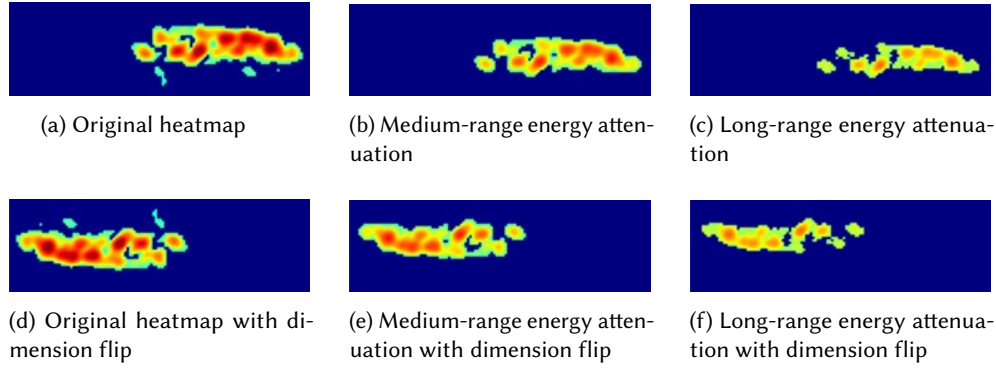 (a) Original heatmap
(b) Medium-range energy atten-
uation
(c) Long-range energy attenua-
tion
(d) Original heatmap with di-
mension flip
(e) Medium-range energy atten-
uation with dimension flip
(f) Long-range energy attenua-
tion with dimension flip